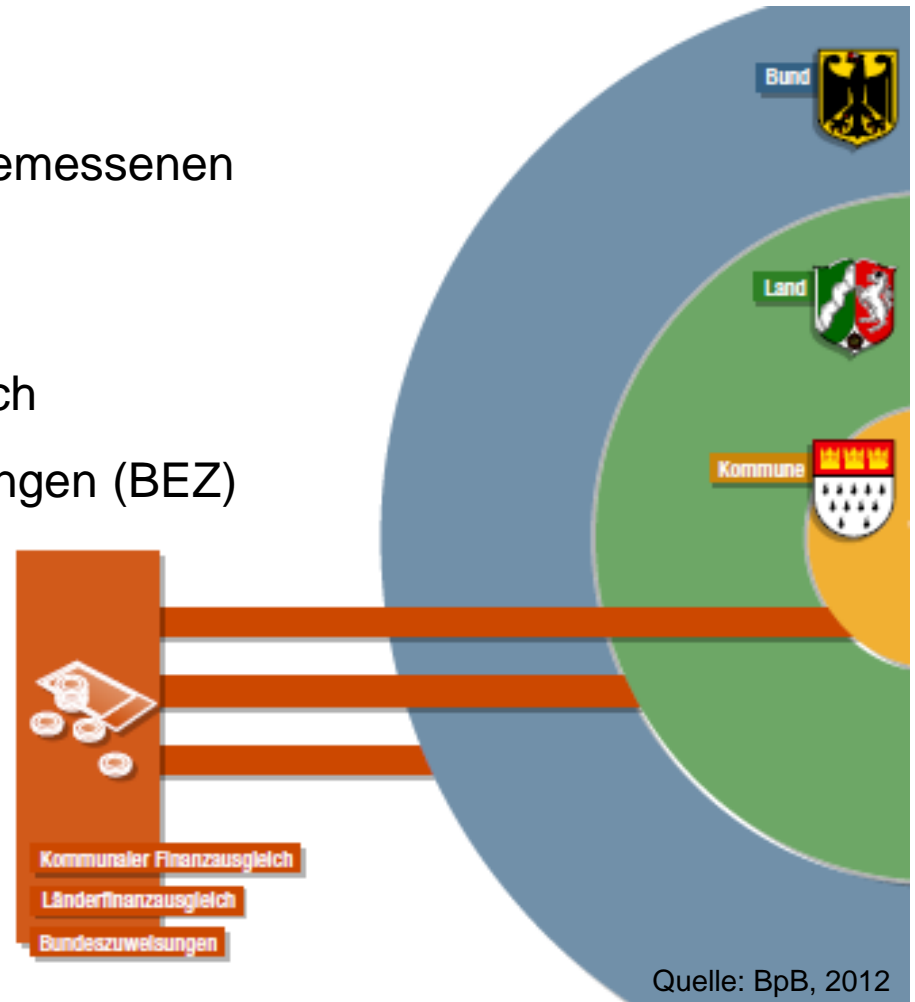 Bund
emessenen
Land
ch
Kommune
ngen (BEZ)
Kommunaler Finanzausgleich
Länderfinanzausgleich
Bundeszuweisungen
Quelle: BpB, 2012